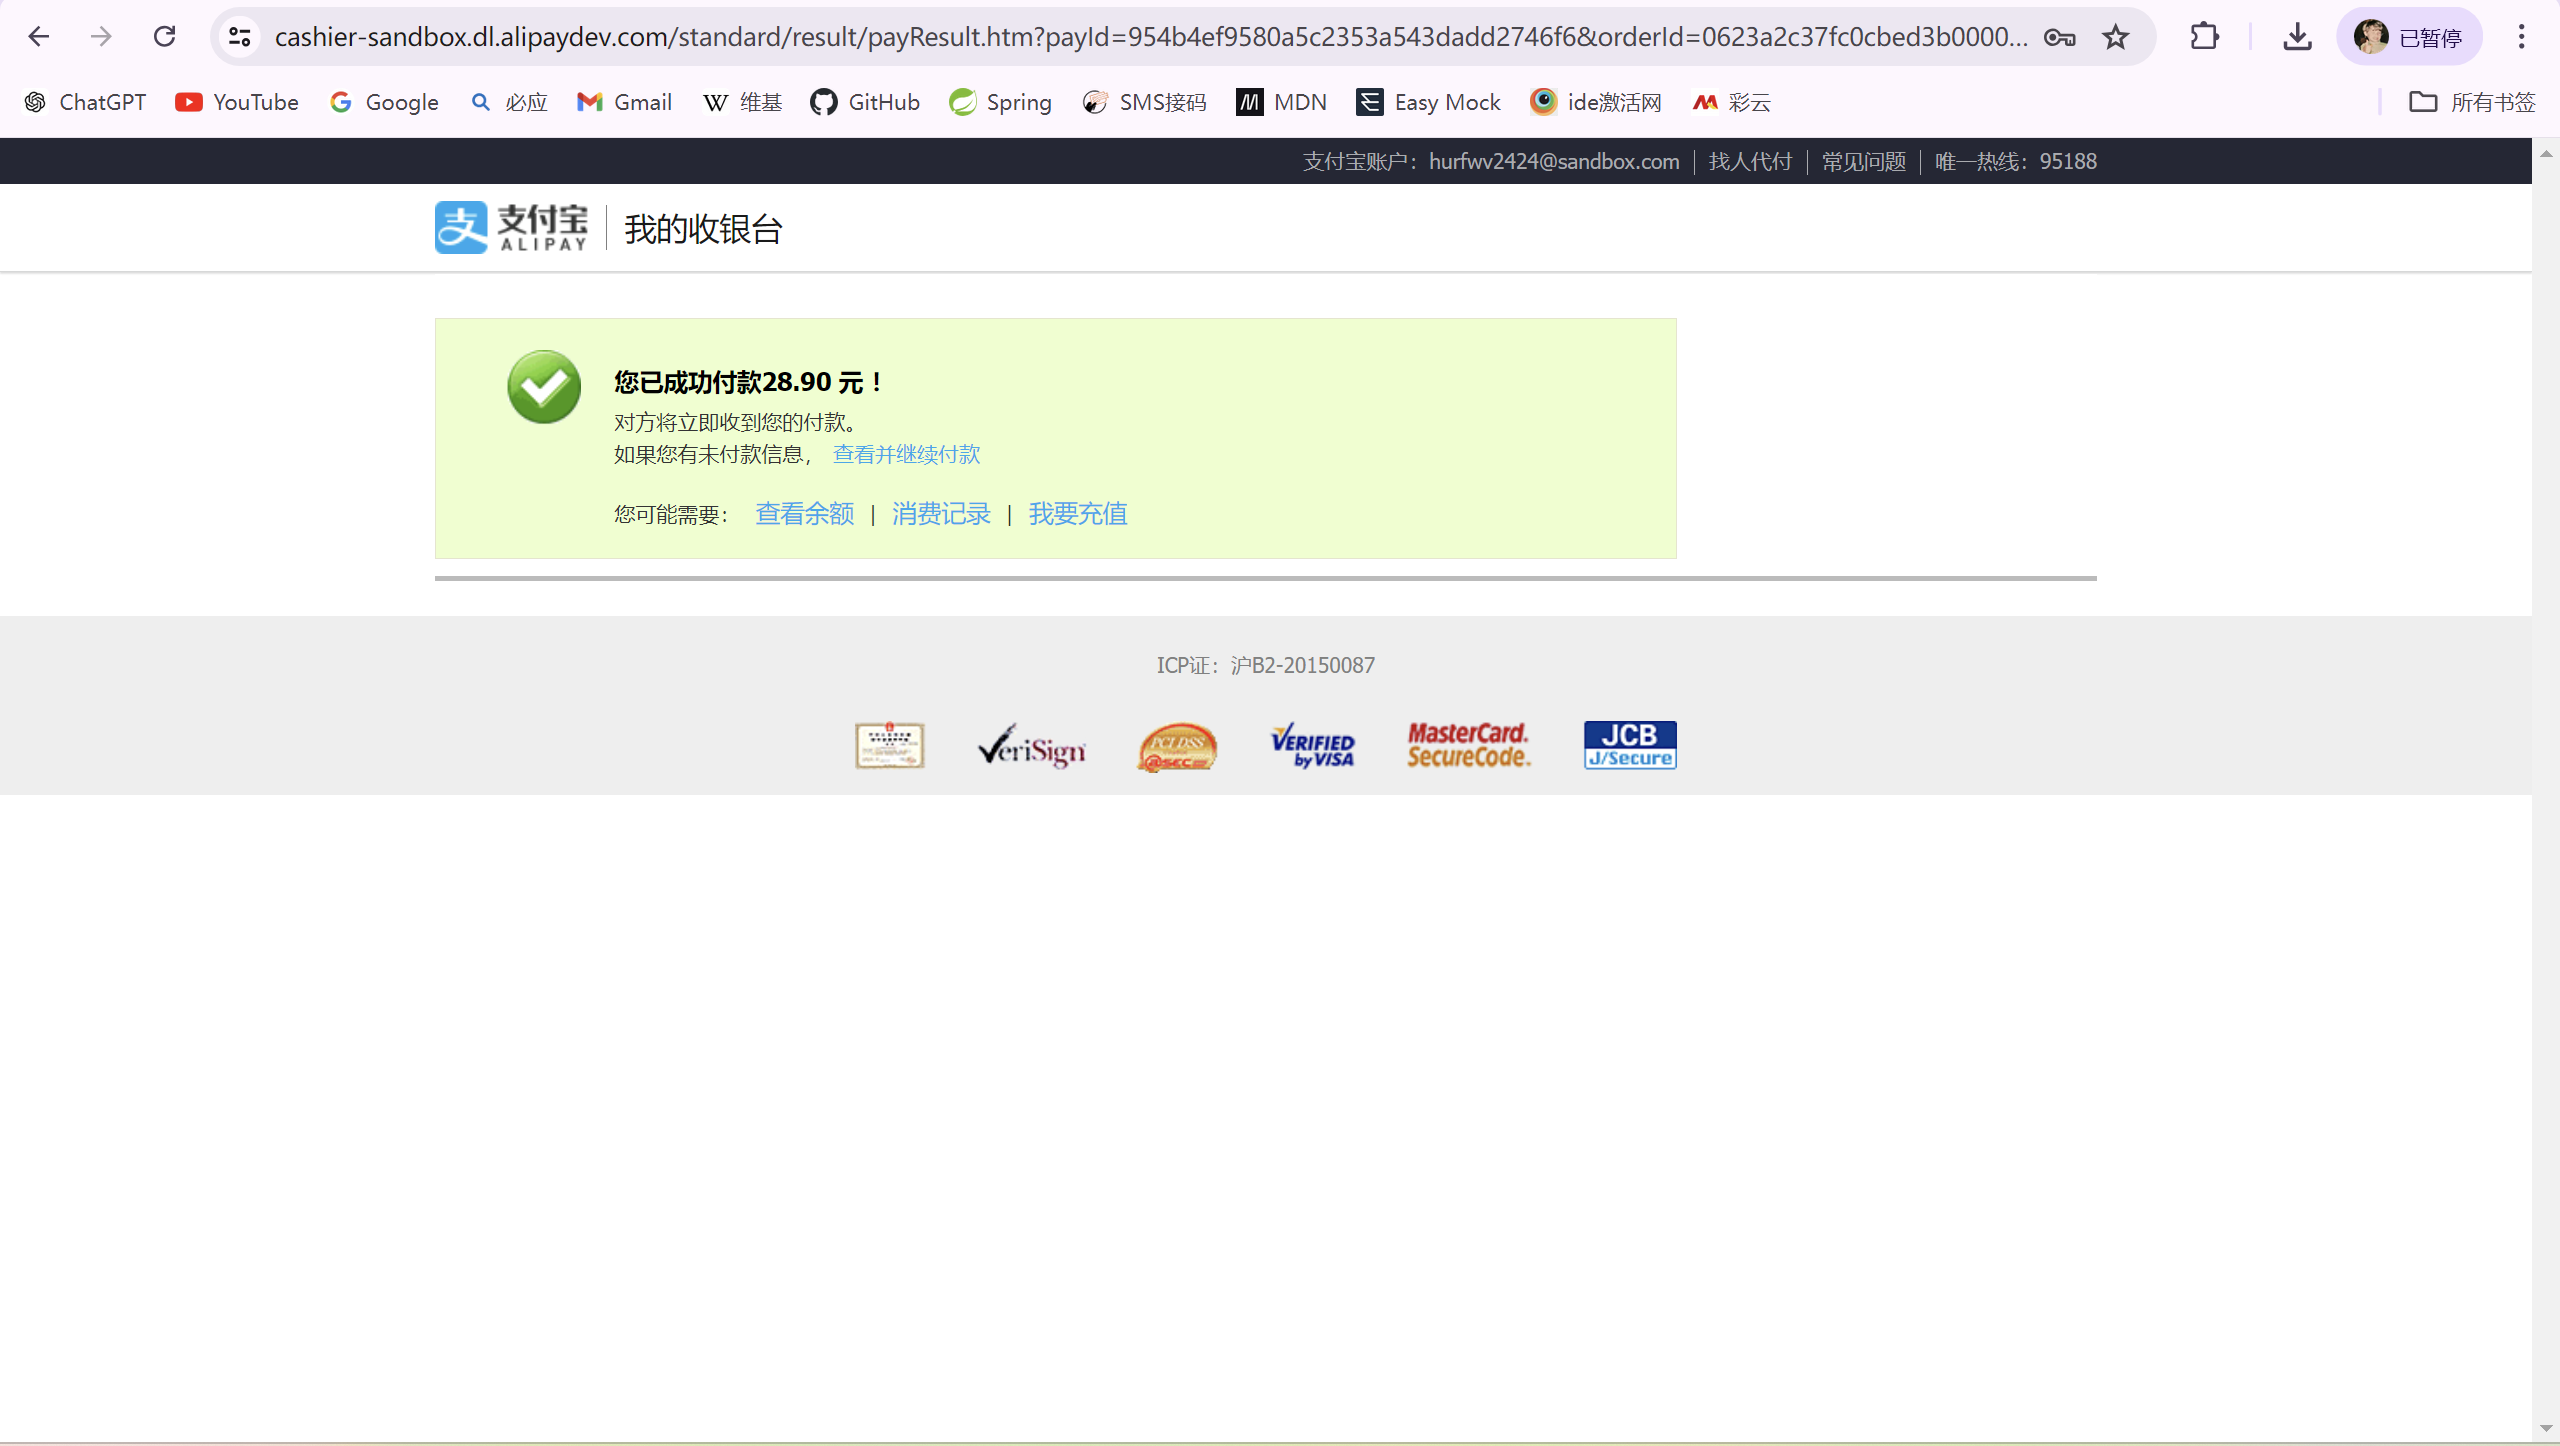 cashier-sandbox.dl.alipaydev.com/standard/result/payResult.htm?payId=954b4ef9580a5c2353a543dadd2746f6&orderId=0623a2c37fc0cbed3b0000... 已暂停
ChatGPT YouTube Google 必应 Gmail 维基 GitHub Spring SMS接码 MDN Easy Mock ide激活网 彩云 所有书签
支付宝账户：hurfwv2424@sandbox.com 找人代付 常见问题 唯一热线：95188
支付宝 ALIPAY 我的收银台
您已成功付款28.90 元！
对方将立即收到您的付款。
如果您有未付款信息， 查看并继续付款
您可能需要： 查看余额 | 消费记录 | 我要充值
ICP证：沪B2-20150087
VeriSign PCI.DSS @SEC VERIFIED by VISA MasterCard. SecureCode. JCB J/Secure